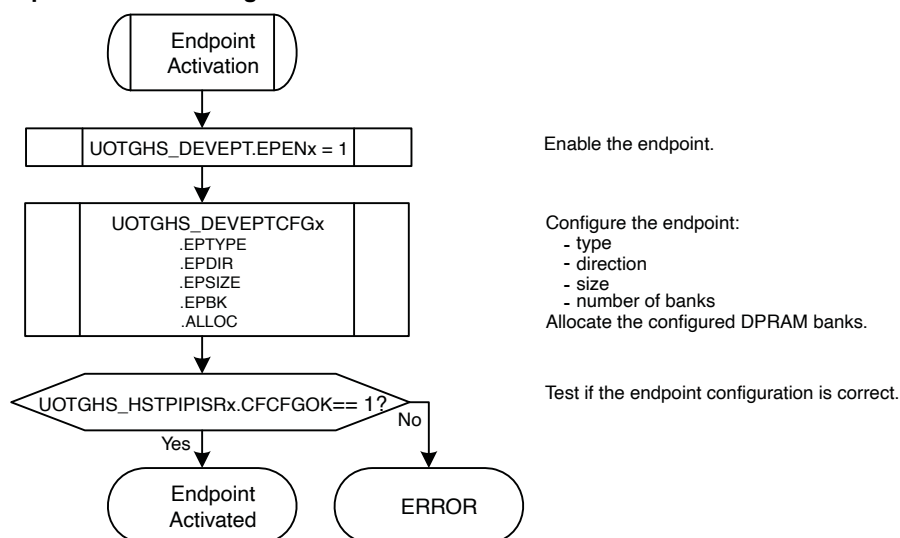 Endpoint
Activation
UOTGHS_DEVEPT.EPENx = 1
Enable the endpoint.
UOTGHS_DEVEPTCFGx
.EPTYPE
.EPDIR
.EPSIZE
.EPBK
.ALLOC
Configure the endpoint:
- type
- direction
- size
- number of banks
Allocate the configured DPRAM banks.
UOTGHS_HSTPIPISRx.CFCFGOK== 1?
Test if the endpoint configuration is correct.
No
Yes
Endpoint
Activated
ERROR